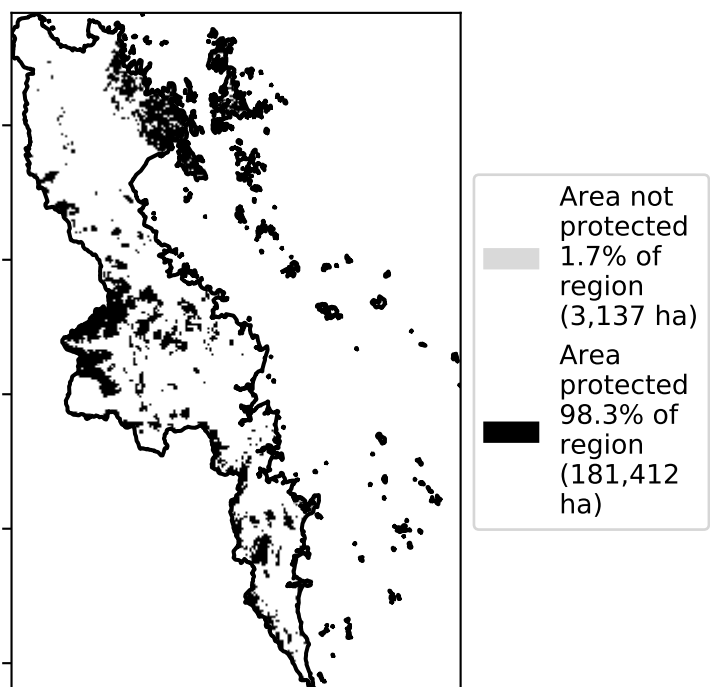 Area not
protected
1.7% of
region
(3,137 ha)
Area
protected
98.3% of
region
(181,412
ha)